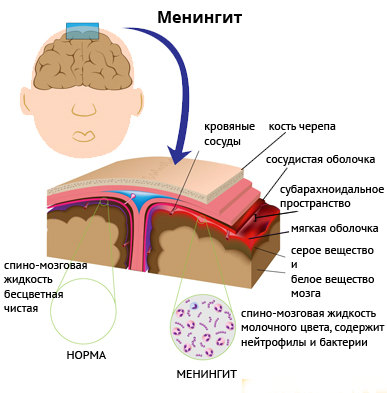 Менингит
кровяные
сосуды
кость черепа
сосудистая оболочка
субарахноидальное
пространство
мягкая оболочка
серое вещество
и
белое вещество
мозга
спино-мозговая
жидкость
бесцветная
чистая
НОРМА
спино-мозговая жидкость
молочного цвета, содержит
нейтрофилы и бактерии
МЕНИНГИТ